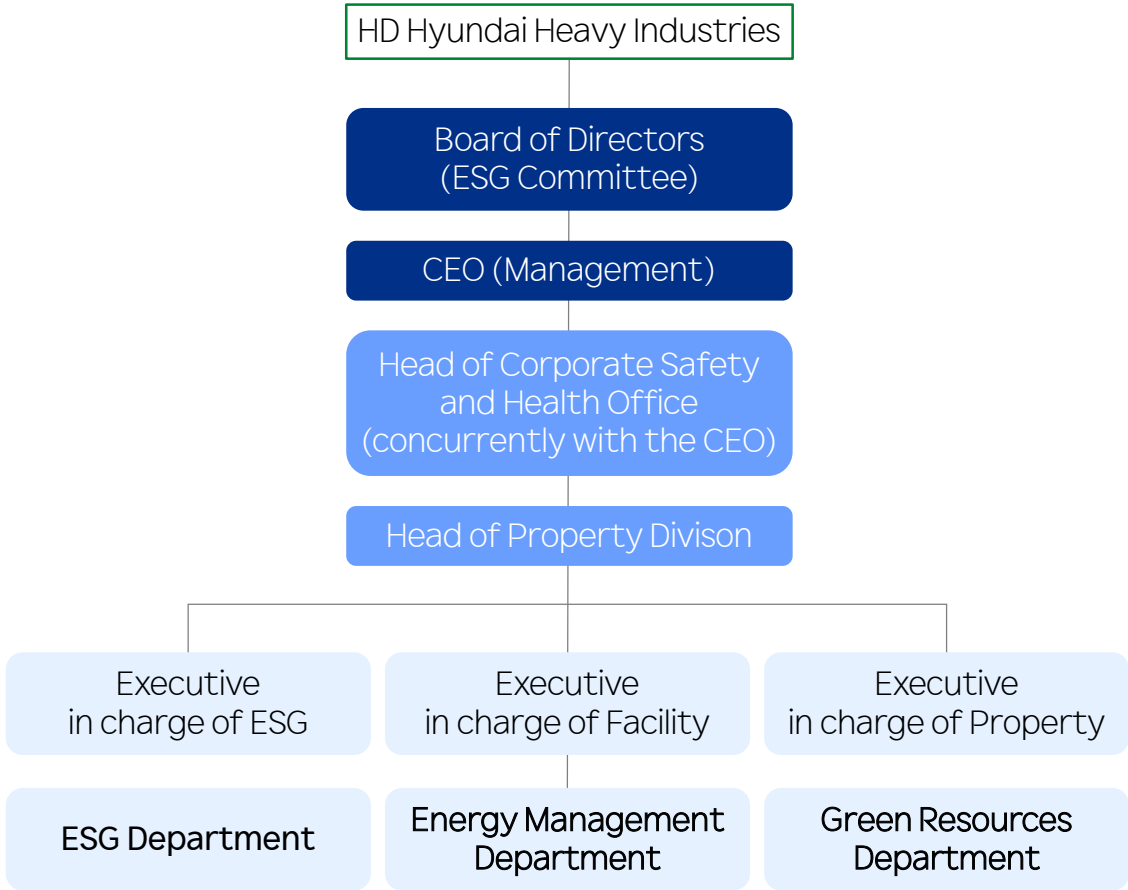 HD Hyundai Heavy Industries
Board of Directors
(ESG Committee)
CEO (Management)
Head of Corporate Safety
and Health Office
(concurrently with the CEO)
Head of Property Divison
Executive
in charge of ESG
Executive
in charge of Facility
Executive
in charge of Property
ESG Department
Energy Management
Department
Green Resources
Department